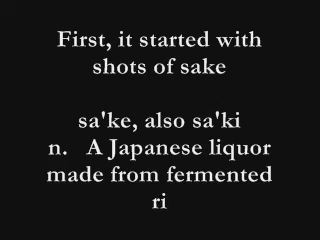 First, it started with
shots of sake
sa'ke, also sa'ki
n.   A Japanese liquor
made from fermented
ri